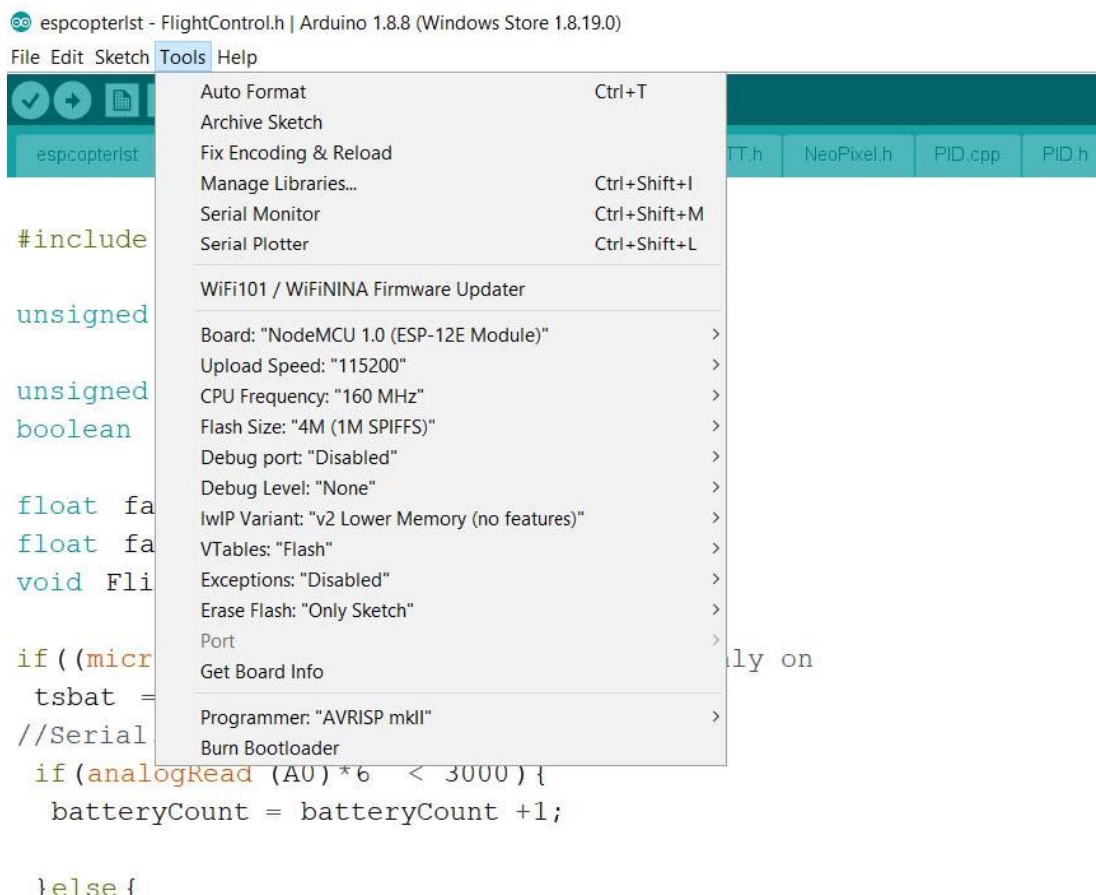 espcopterlst - FlightControl.h | Arduino 1.8.8 (Windows Store 1.8.19.0)
File Edit Sketch Tools Help
Auto Format Ctrl+T
Archive Sketch
Fix Encoding & Reload
Manage Libraries... Ctrl+Shift+I
Serial Monitor Ctrl+Shift+M
Serial Plotter Ctrl+Shift+L
WiFi101 / WiFiNINA Firmware Updater
Board: "NodeMCU 1.0 (ESP-12E Module)"
Upload Speed: "115200"
CPU Frequency: "160 MHz"
Flash Size: "4M (1M SPIFFS)"
Debug port: "Disabled"
Debug Level: "None"
lwIP Variant: "v2 Lower Memory (no features)"
VTables: "Flash"
Exceptions: "Disabled"
Erase Flash: "Only Sketch"
Port
Get Board Info
Programmer: "AVRISP mkII"
Burn Bootloader
espcopterlst TT.h NeoPixel.h PID.cpp PID.h
#include
unsigned
unsigned
boolean
float fa
float fa
void Fli
if((micr ly on
tsbat =
//Serial
if(analogRead (A0)*6 < 3000){
batteryCount = batteryCount +1;
}else{